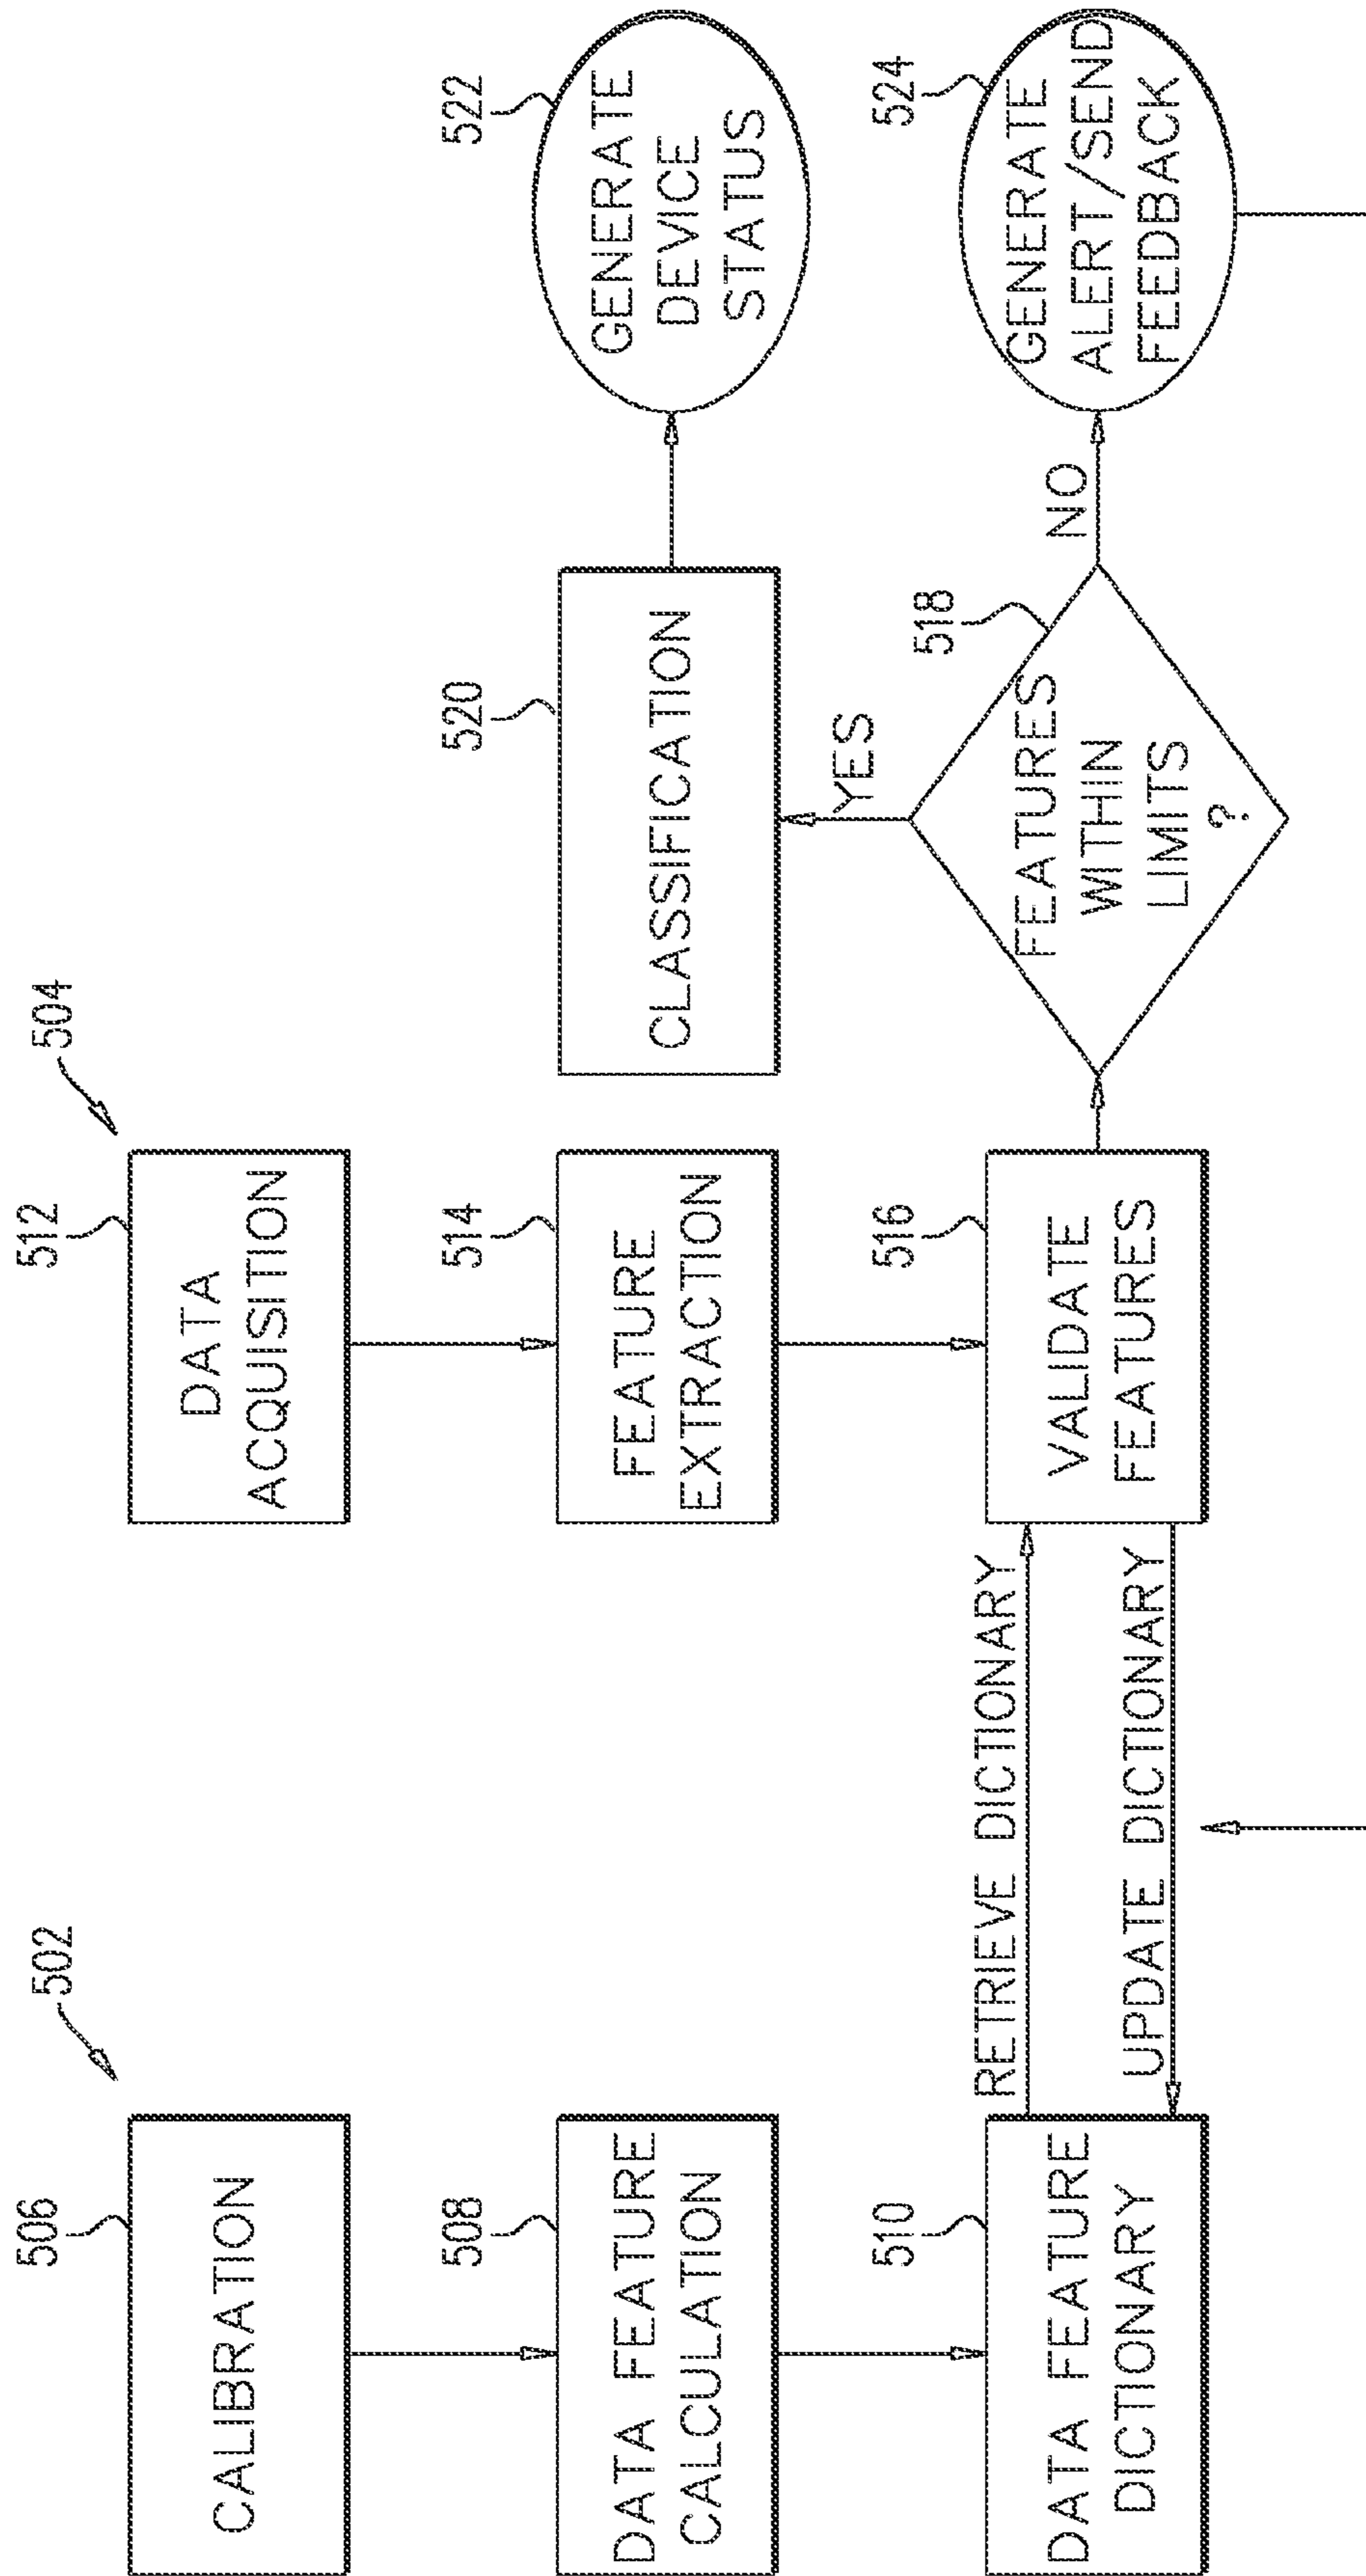 502
506
CALIBRATION
508
DATA FEATURE
CALCULATION
510
DATA FEATURE
DICTIONARY
RETRIEVE DICTIONARY
UPDATE DICTIONARY
504
512
DATA
ACQUISITION
514
FEATURE
EXTRACTION
516
VALIDATE
FEATURES
518
FEATURES
WITHIN
LIMITS
?
YES
NO
520
CLASSIFICATION
522
GENERATE
DEVICE
STATUS
524
GENERATE
ALERT/SEND
FEEDBACK